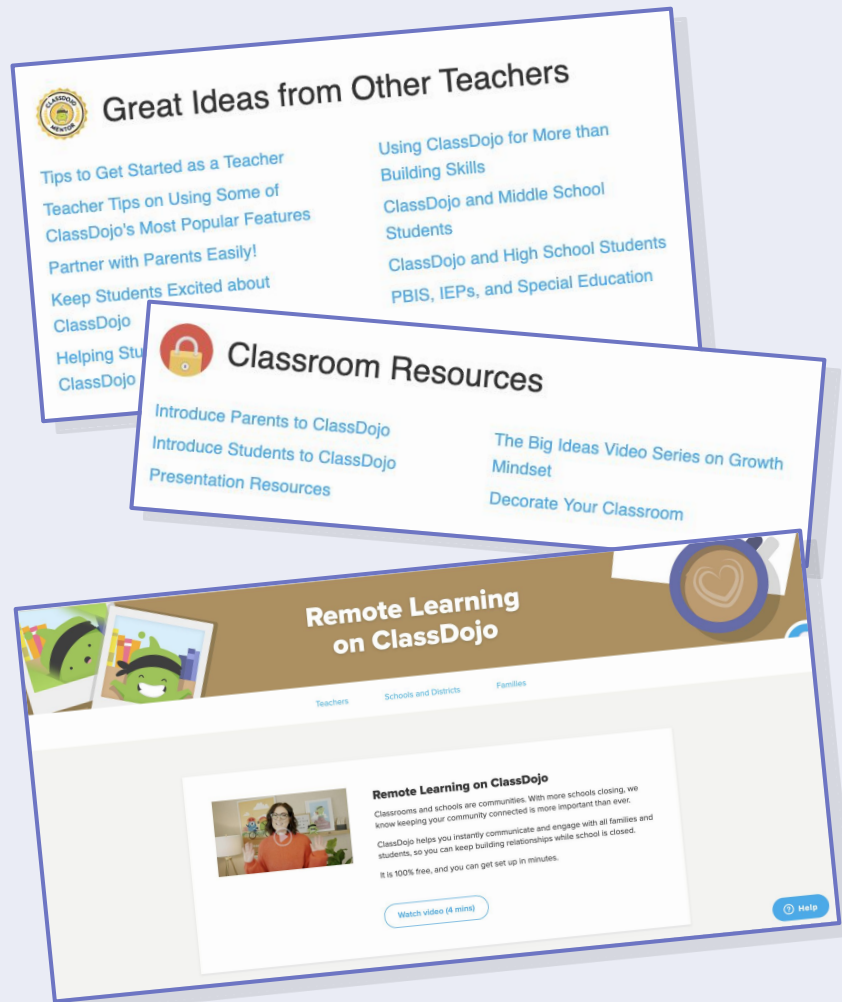 CLASSDOJO
MENTOR
Great Ideas from Other Teachers
Tips to Get Started as a Teacher
Teacher Tips on Using Some of
ClassDojo's Most Popular Features
Partner with Parents Easily!
Keep Students Excited about
ClassDojo
Helping Stu
ClassDojo
Using ClassDojo for More than
Building Skills
ClassDojo and Middle School
Students
ClassDojo and High School Students
PBIS, IEPs, and Special Education
Classroom Resources
Introduce Parents to ClassDojo
Introduce Students to ClassDojo
Presentation Resources
The Big Ideas Video Series on Growth
Mindset
Decorate Your Classroom
Remote Learning
on ClassDojo
Teachers
Schools and Districts
Families
Remote Learning on ClassDojo
Classrooms and schools are communities. With more schools closing, we
know keeping your community connected is more important than ever.
ClassDojo helps you instantly communicate and engage with all families and
students, so you can keep building relationships while school is closed.
It is 100% free, and you can get set up in minutes.
Watch video (4 mins)
Help